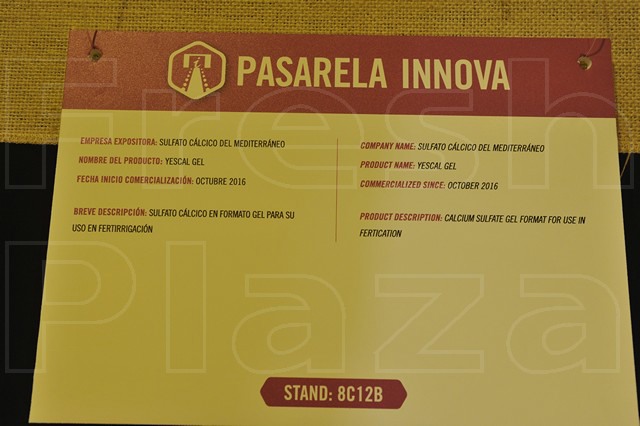 PASARELA INNOVA
EMPRESA EXPOSITORA: SULFATO CÁLCICO DEL MEDITERRÁNEO
NOMBRE DEL PRODUCTO: YESCAL GEL
FECHA INICIO COMERCIALIZACIÓN: OCTUBRE 2016
BREVE DESCRIPCIÓN: SULFATO CÁLCICO EN FORMATO GEL PARA SU
USO EN FERTIRRIGACIÓN
COMPANY NAME: SULFATO CÁLCICO DEL MEDITERRÁNEO
PRODUCT NAME: YESCAL GEL
COMMERCIALIZED SINCE: OCTOBER 2016
PRODUCT DESCRIPTION: CALCIUM SULFATE GEL FORMAT FOR USE IN
FERTICATION
STAND: 8C12B
Fresh
Plaza